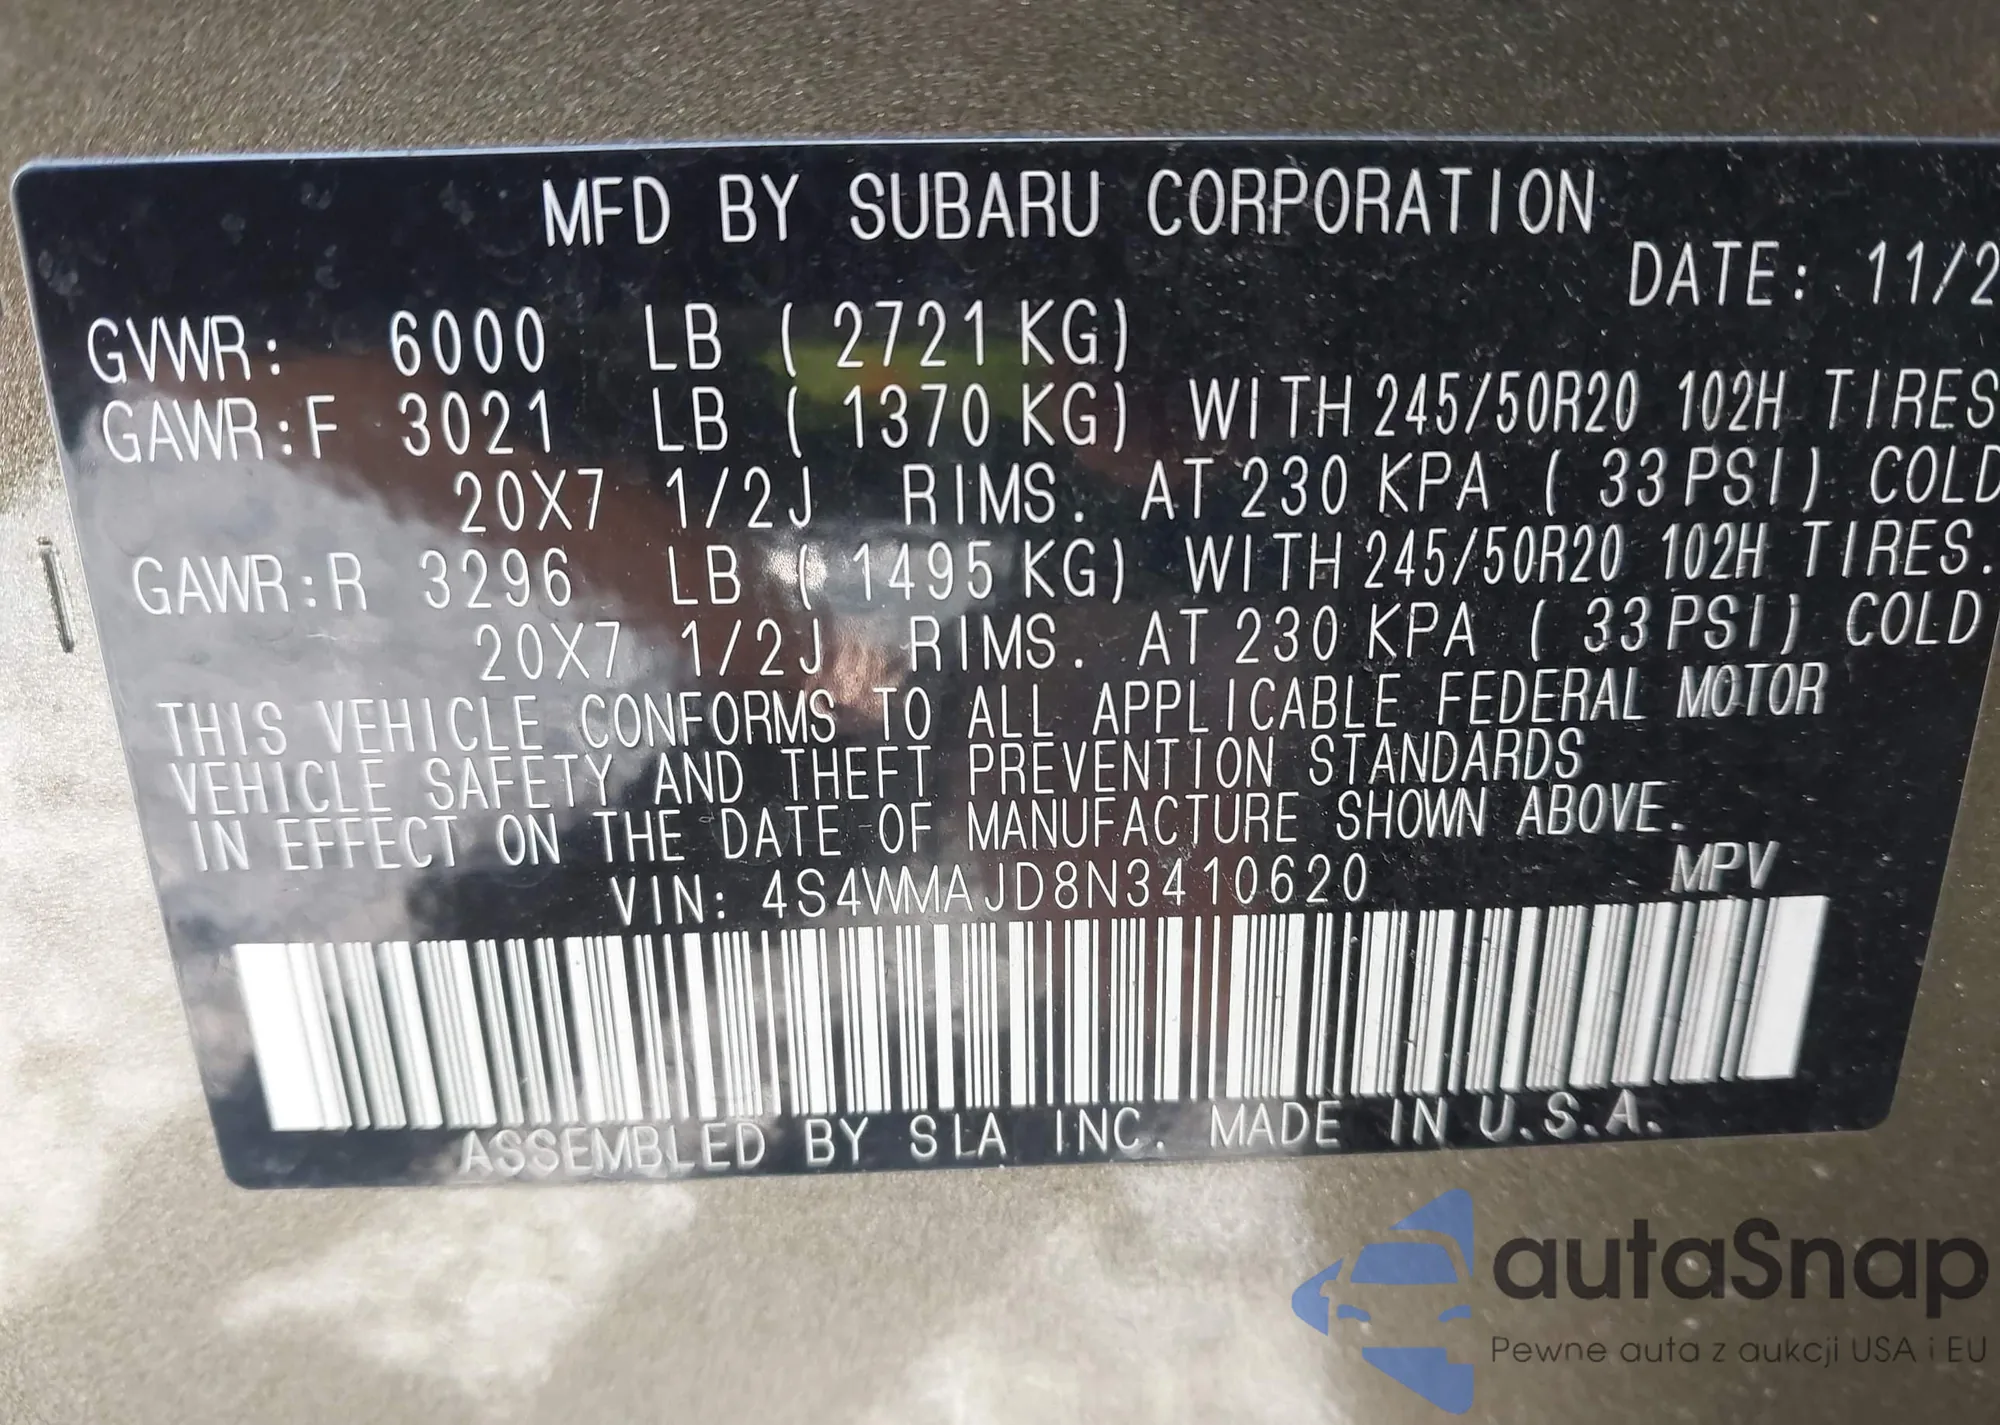 MFD BY SUBARU CORPORATION
DATE: 11/2
GVWR: 6000 LB ( 2721 KG)
GAWR:F 3021 LB ( 1370 KG) WITH 245/50R20 102H TIRES
20X7 1/2J RIMS. AT 230 KPA ( 33 PSI) COLD
GAWR:R 3296 LB ( 1495 KG) WITH 245/50R20 102H TIRES.
20X7 1/2J RIMS. AT 230 KPA ( 33 PSI) COLD
THIS VEHICLE CONFORMS TO ALL APPLICABLE FEDERAL MOTOR
VEHICLE SAFETY AND THEFT PREVENTION STANDARDS
IN EFFECT ON THE DATE OF MANUFACTURE SHOWN ABOVE.
VIN: 4S4WMAJD8N3410620 MPV
ASSEMBLED BY SIA INC. MADE IN U.S.A.
autaSnap
Pewne auta z aukcji USA i EU